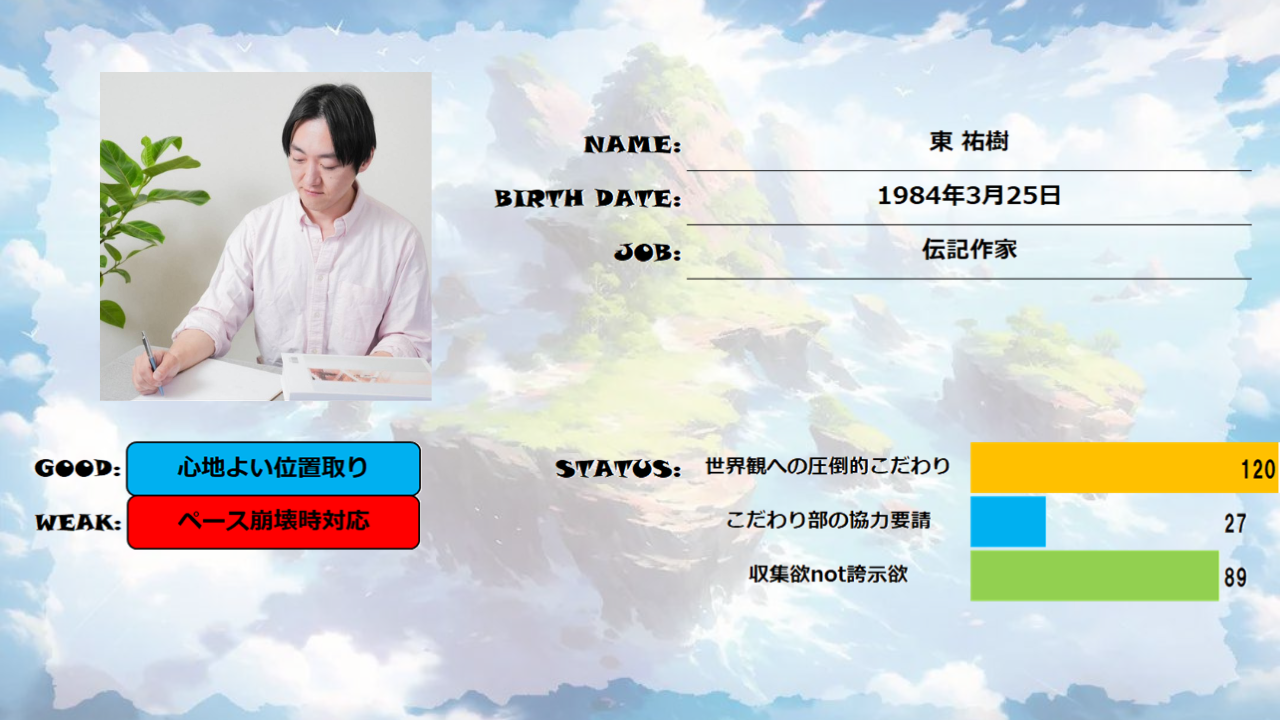 NAME: 東 祐樹
BIRTH DATE: 1984年3月25日
JOB: 伝記作家
GOOD: 心地よい位置取り
WEAK: ペース崩壊時対応
STATUS: 世界観への圧倒的こだわり 120
こだわり部の協力要請 27
収集欲not誇示欲 89